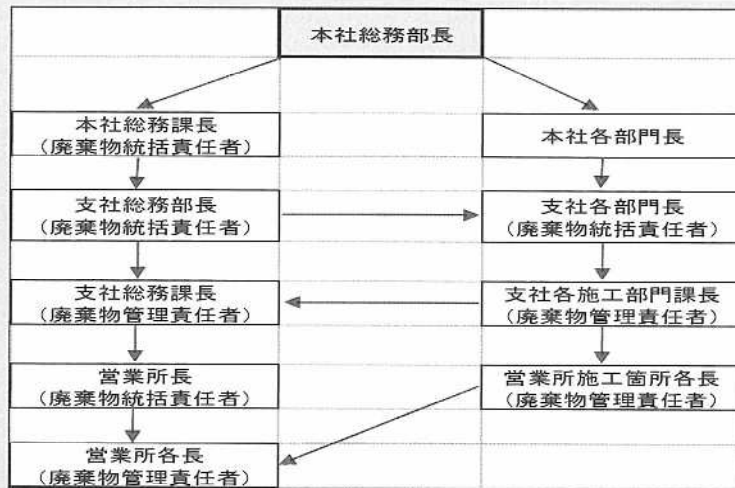 本社総務部長
本社総務課長
(廃棄物統括責任者)
本社各部門長
支社総務部長
(廃棄物統括責任者)
支社各部門長
(廃棄物統括責任者)
支社総務課長
(廃棄物管理責任者)
支社各施工部門課長
(廃棄物管理責任者)
営業所長
(廃棄物統括責任者)
営業所施工箇所各長
(廃棄物管理責任者)
営業所各長
(廃棄物管理責任者)